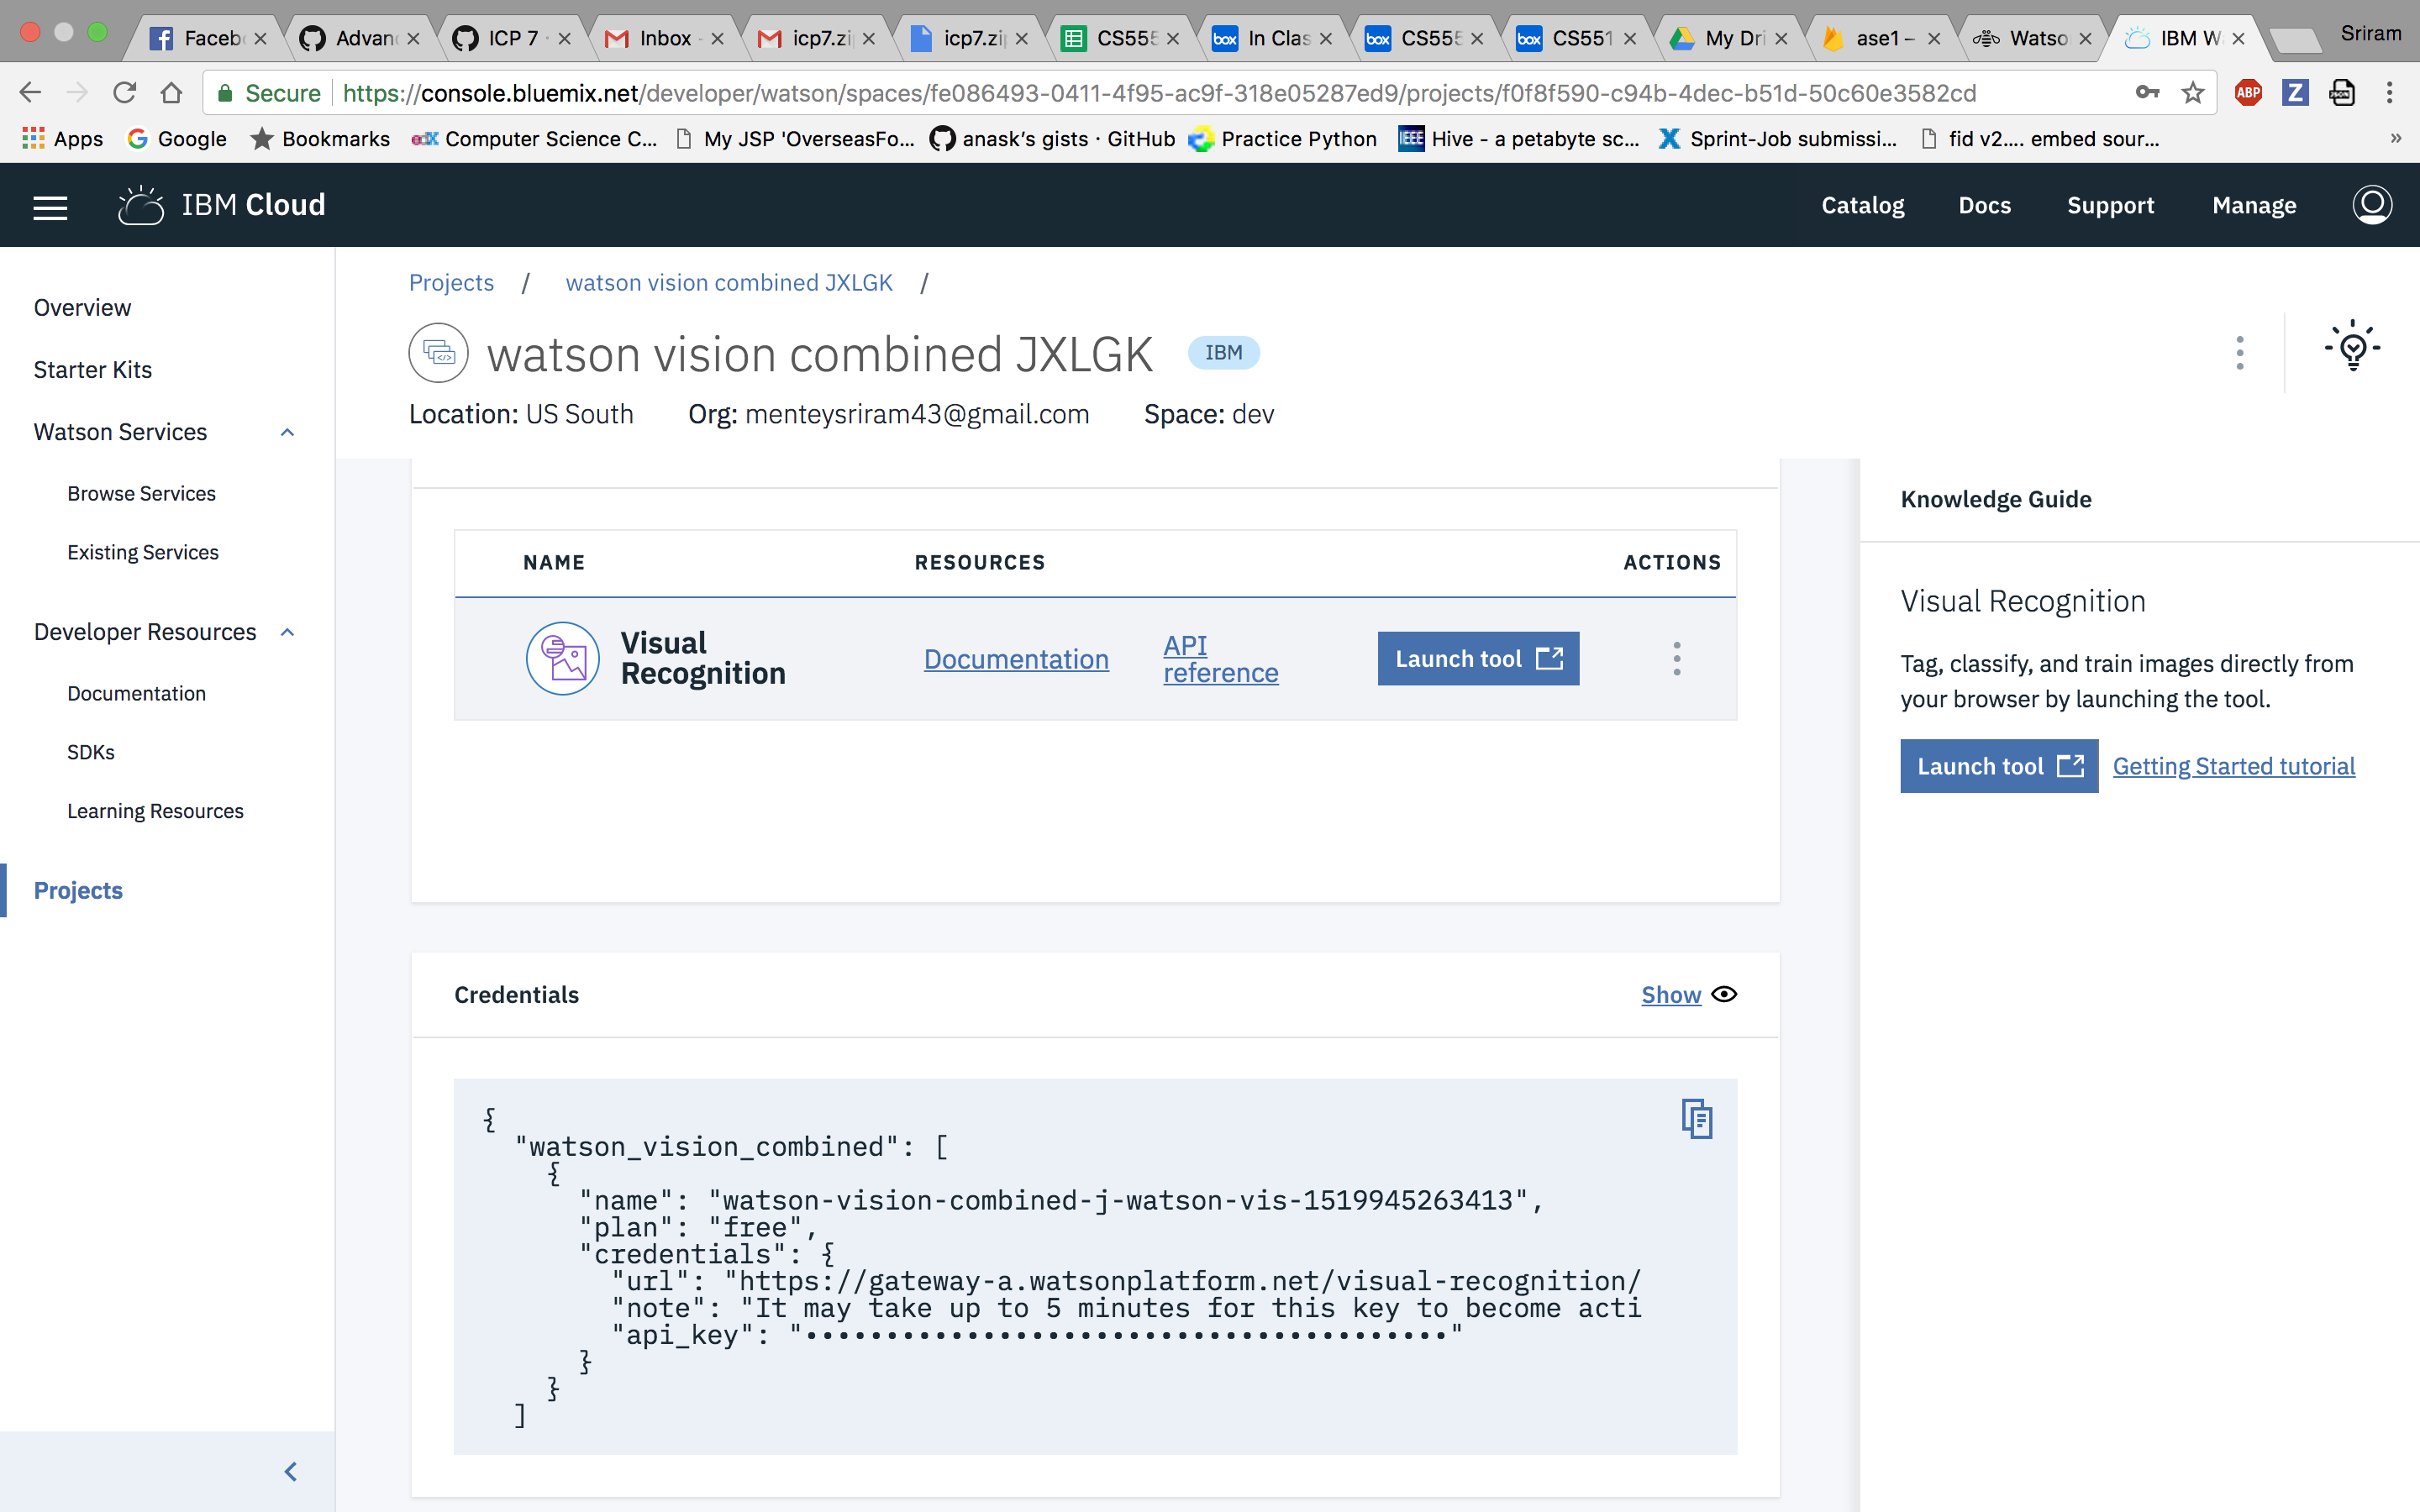 Faceb
Advan
ICP 7
Inbox
icp7.zi
icp7.zi
CS555
In Clas
CS555
CS551
My Dri
ase1 –
Watso
IBM W
Sriram
Secure https://console.bluemix.net/developer/watson/spaces/fe086493-0411-4f95-ac9f-318e05287ed9/projects/f0f8f590-c94b-4dec-b51d-50c60e3582cd
ABP
Z
Apps
Google
Bookmarks
edX Computer Science C...
My JSP 'OverseasFo...
anask's gists · GitHub
Practice Python
IEEE Hive - a petabyte sc...
Sprint-Job submissi...
fid v2.... embed sour...
»
IBM Cloud
Catalog
Docs
Support
Manage
Overview
Starter Kits
Watson Services
Browse Services
Existing Services
Developer Resources
Documentation
SDKs
Learning Resources
Projects
Projects / watson vision combined JXLGK /
watson vision combined JXLGK IBM
Location: US South Org: menteysriram43@gmail.com Space: dev
NAME RESOURCES ACTIONS
Visual
Recognition
Documentation
API
reference
Launch tool
Credentials
Show
{
"watson_vision_combined": [
{
"name": "watson-vision-combined-j-watson-vis-1519945263413",
"plan": "free",
"credentials": {
"url": "https://gateway-a.watsonplatform.net/visual-recognition/
"note": "It may take up to 5 minutes for this key to become acti
"api_key": "••••••••••••••••••••••••••••••••••••••••"
}
}
]
Knowledge Guide
Visual Recognition
Tag, classify, and train images directly from
your browser by launching the tool.
Launch tool
Getting Started tutorial